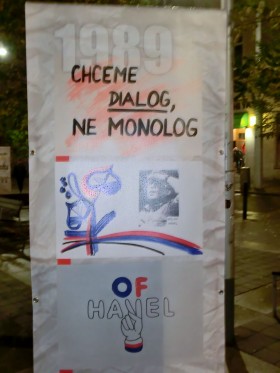 1989
CHCEME
DIALOG,
NE MONOLOG
OF
HAVEL